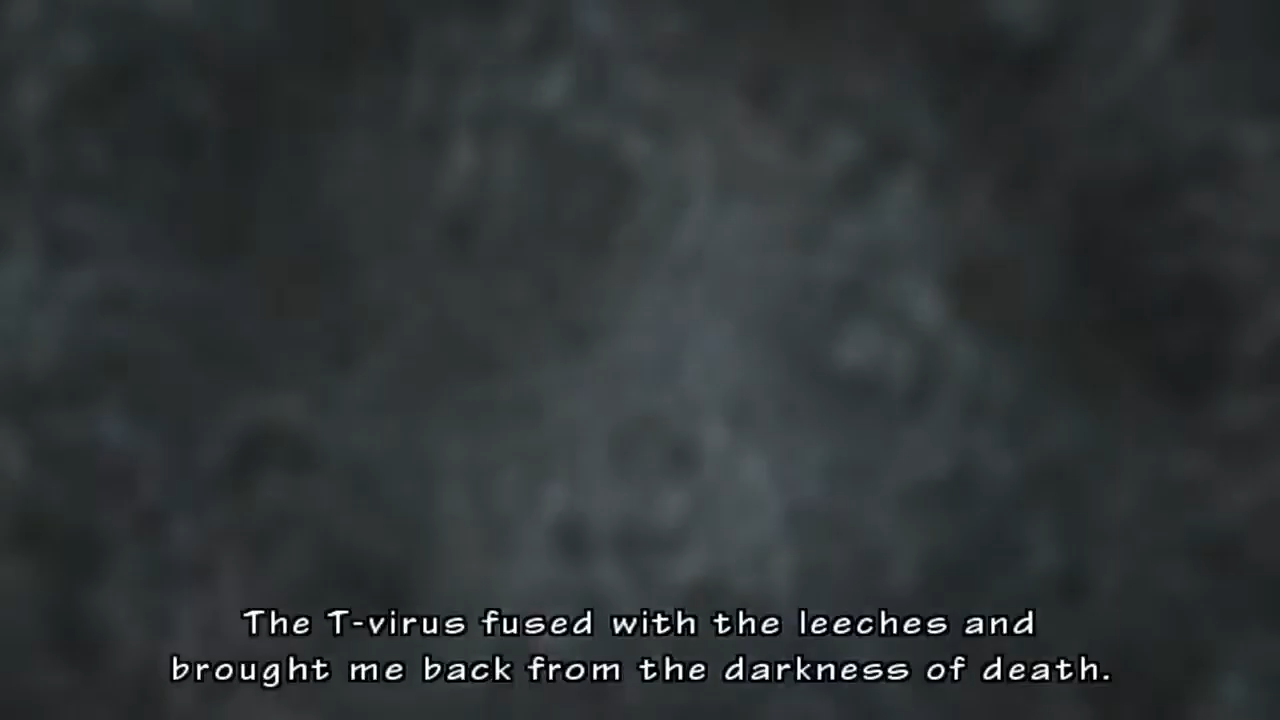 The T-virus fused with the leeches and
brought me back from the darkness of death.